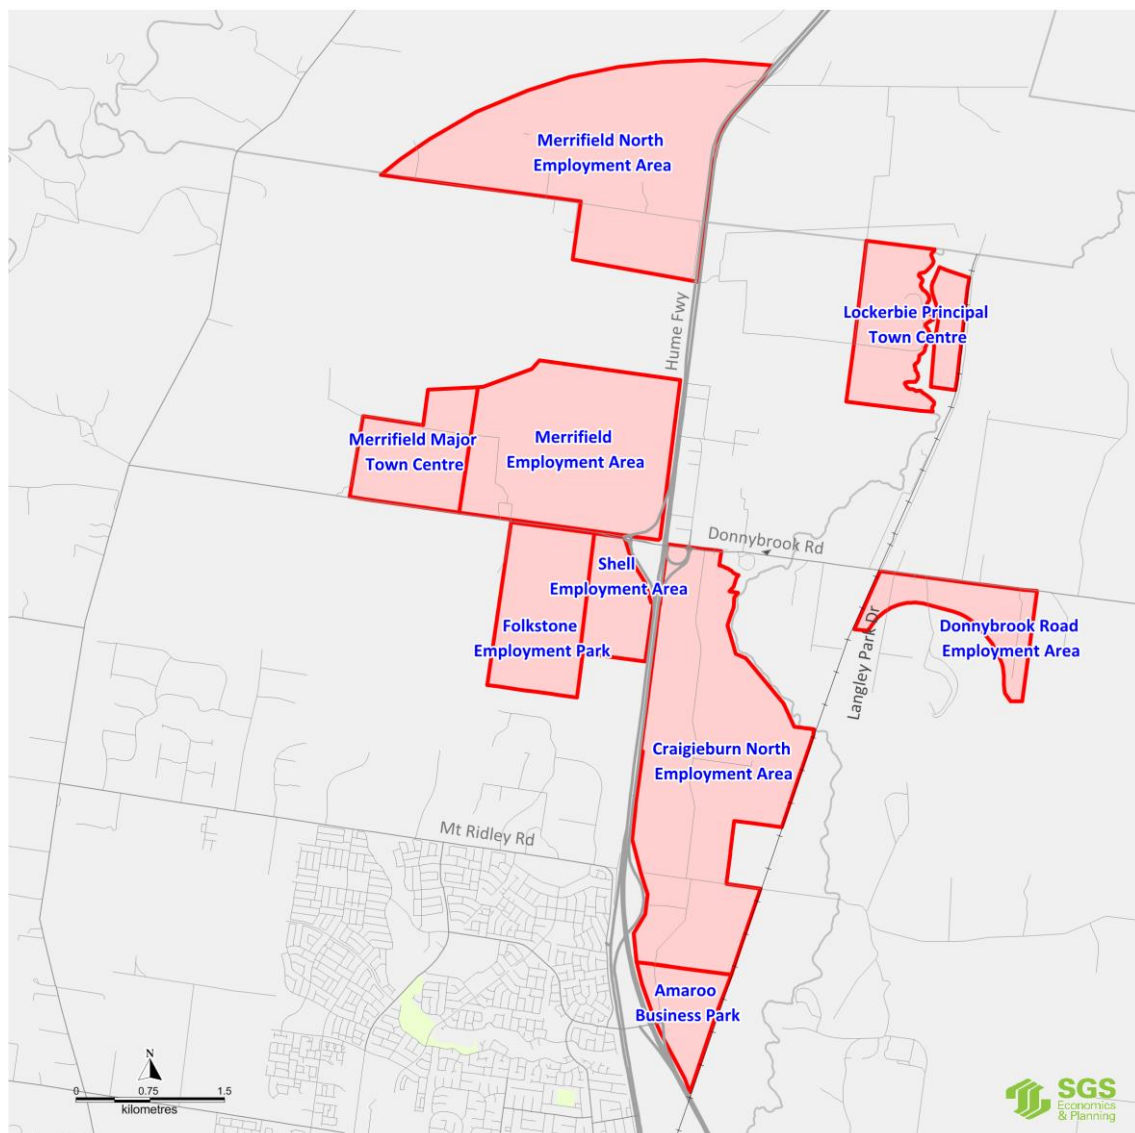 Merrifield North
Employment Area
Hume Fwy
Lockerbie Principal
Town Centre
Merrifield Major
Town Centre
Merrifield
Employment Area
Donnybrook Rd
Shell
Employment Area
Folkstone
Employment Park
Langley Park Dr
Donnybrook Road
Employment Area
Craigieburn North
Employment Area
Mt Ridley Rd
Amaroo
Business Park
N
0 0.75 1.5
kilometres
SGS
Economics
& Planning